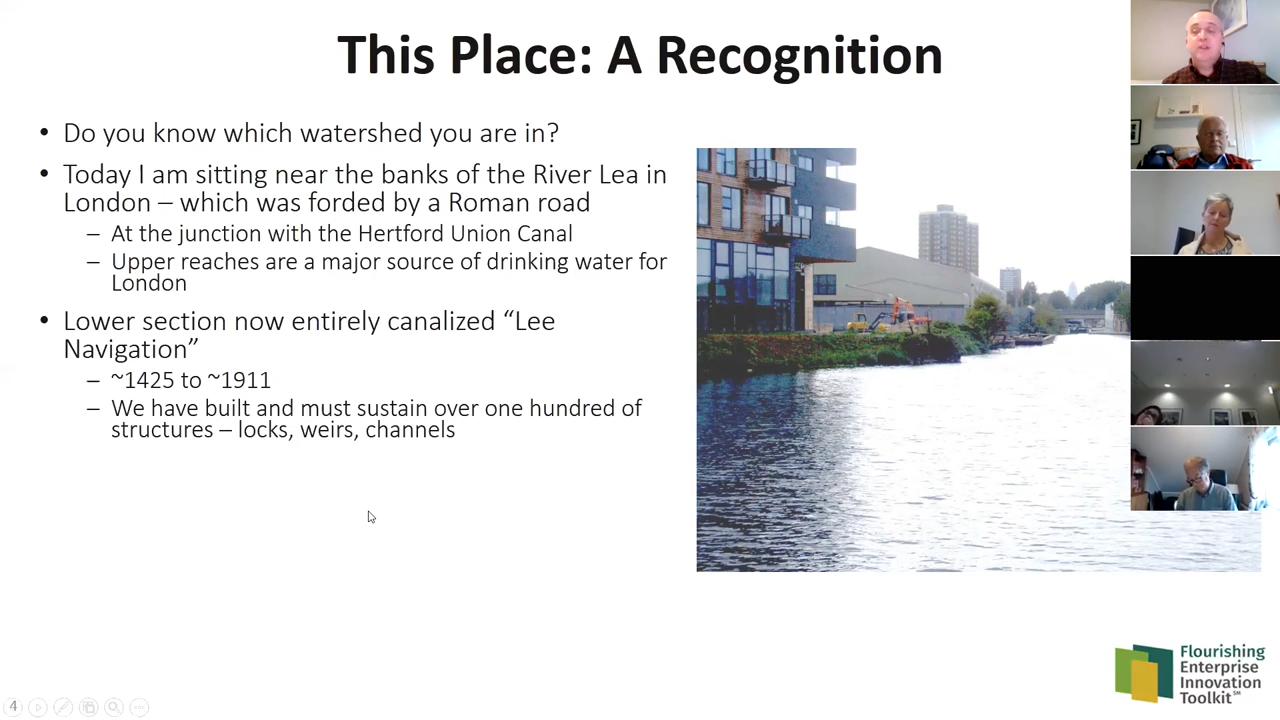 This Place: A Recognition
• Do you know which watershed you are in?
• Today I am sitting near the banks of the River Lea in
London – which was forded by a Roman road
– At the junction with the Hertford Union Canal
– Upper reaches are a major source of drinking water for
London
• Lower section now entirely canalized “Lee
Navigation”
– ~1425 to ~1911
– We have built and must sustain over one hundred of
structures – locks, weirs, channels
Flourishing
Enterprise
Innovation
Toolkit℠
4